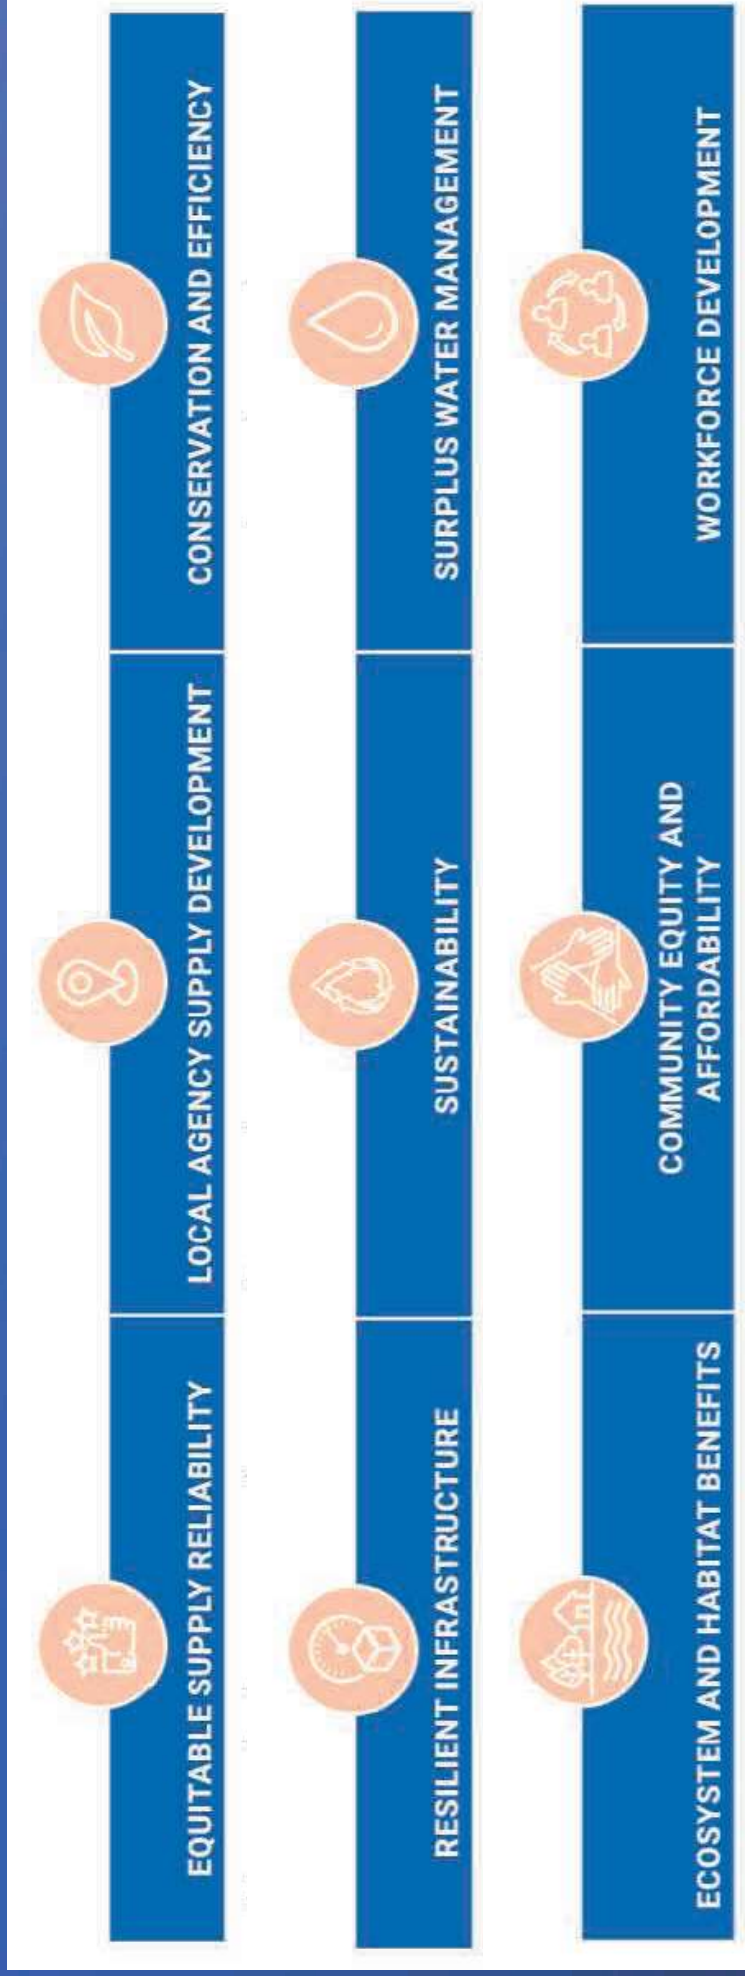 EQUITABLE SUPPLY RELIABILITY
LOCAL AGENCY SUPPLY DEVELOPMENT
CONSERVATION AND EFFICIENCY
RESILIENT INFRASTRUCTURE
SUSTAINABILITY
SURPLUS WATER MANAGEMENT
ECOSYSTEM AND HABITAT BENEFITS
COMMUNITY EQUITY AND
AFFORDABILITY
WORKFORCE DEVELOPMENT